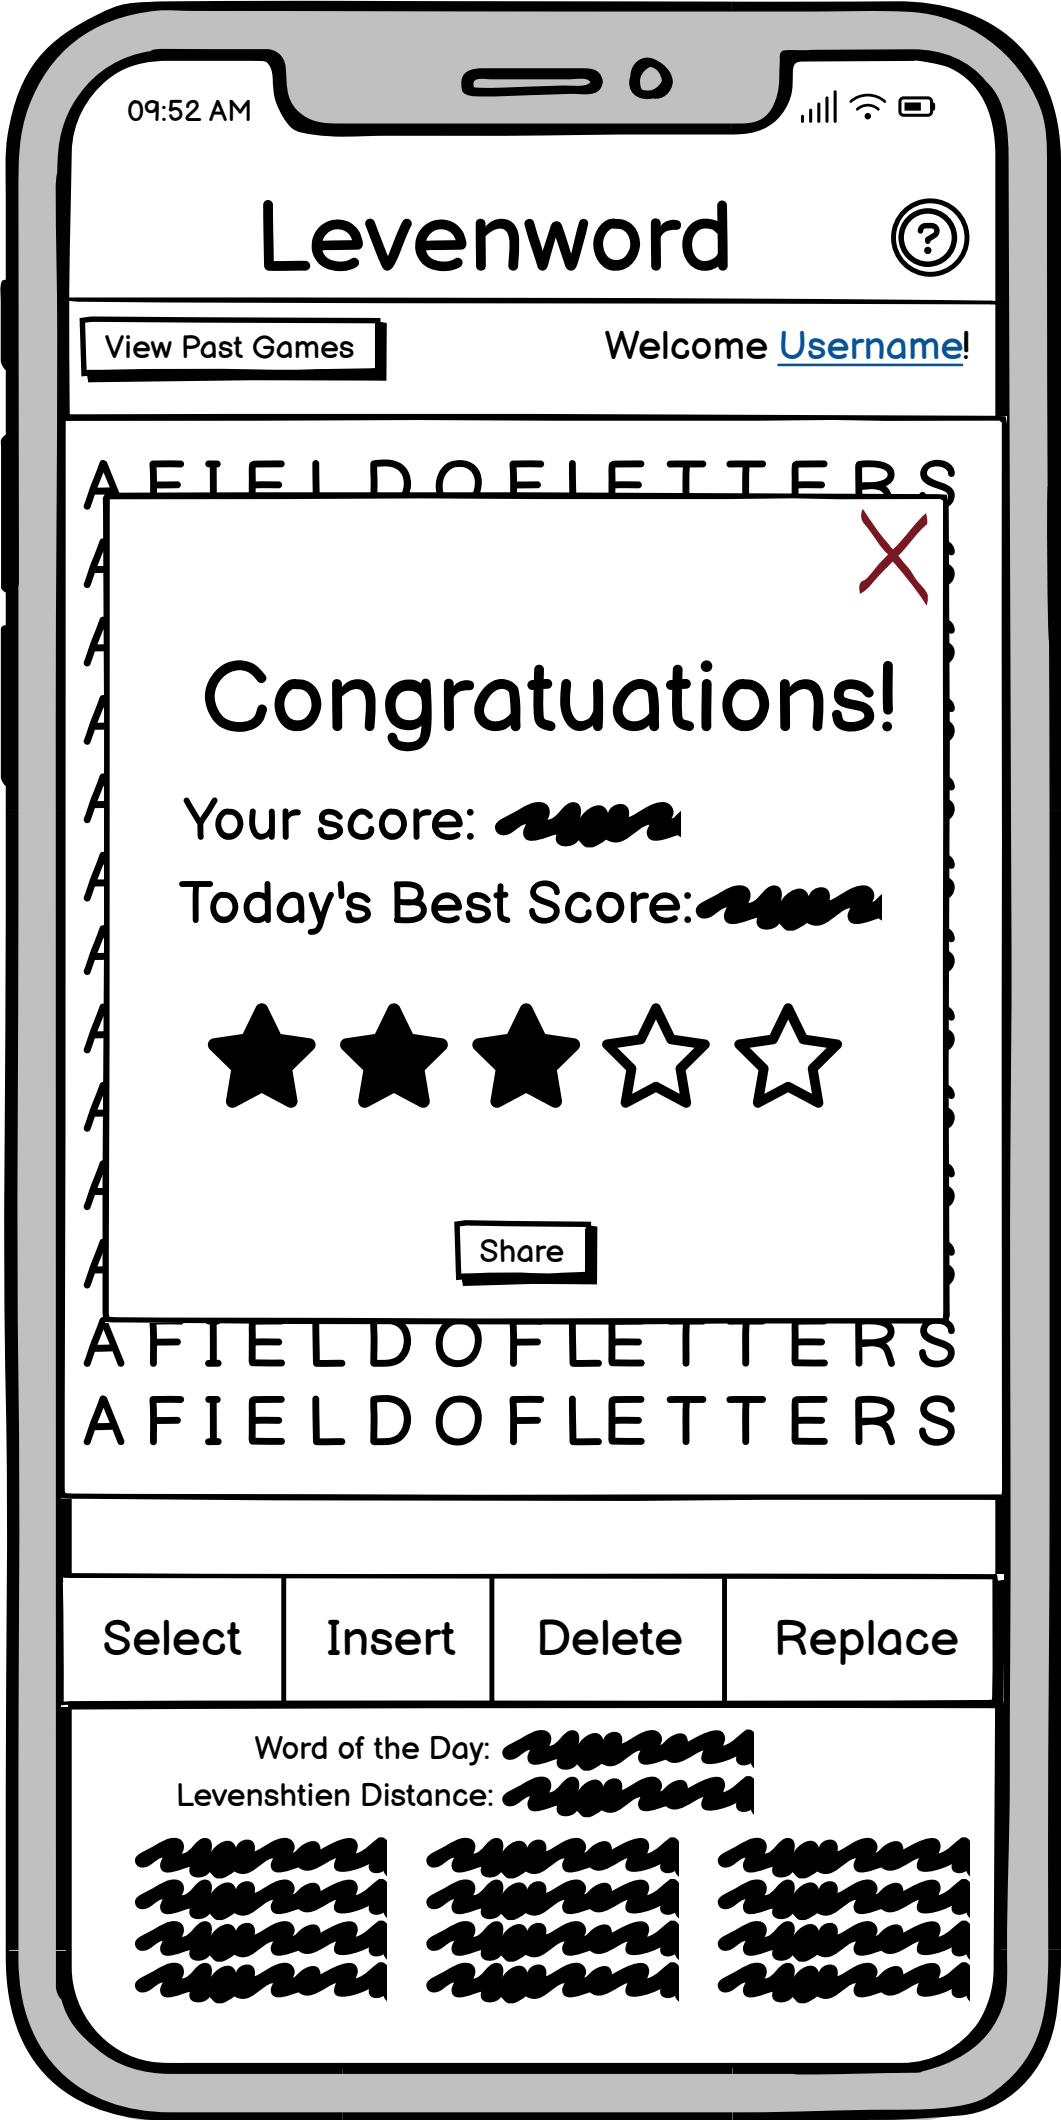 09:52 AM
Levenword
?
View Past Games
Welcome Username!
A F I E L D O F L E T T E R S
Congratuations!
Your score:
Today's Best Score:
Share
A F I E L D O F L E T T E R S
A F I E L D O F L E T T E R S
Select
Insert
Delete
Replace
Word of the Day:
Levenshtien Distance: